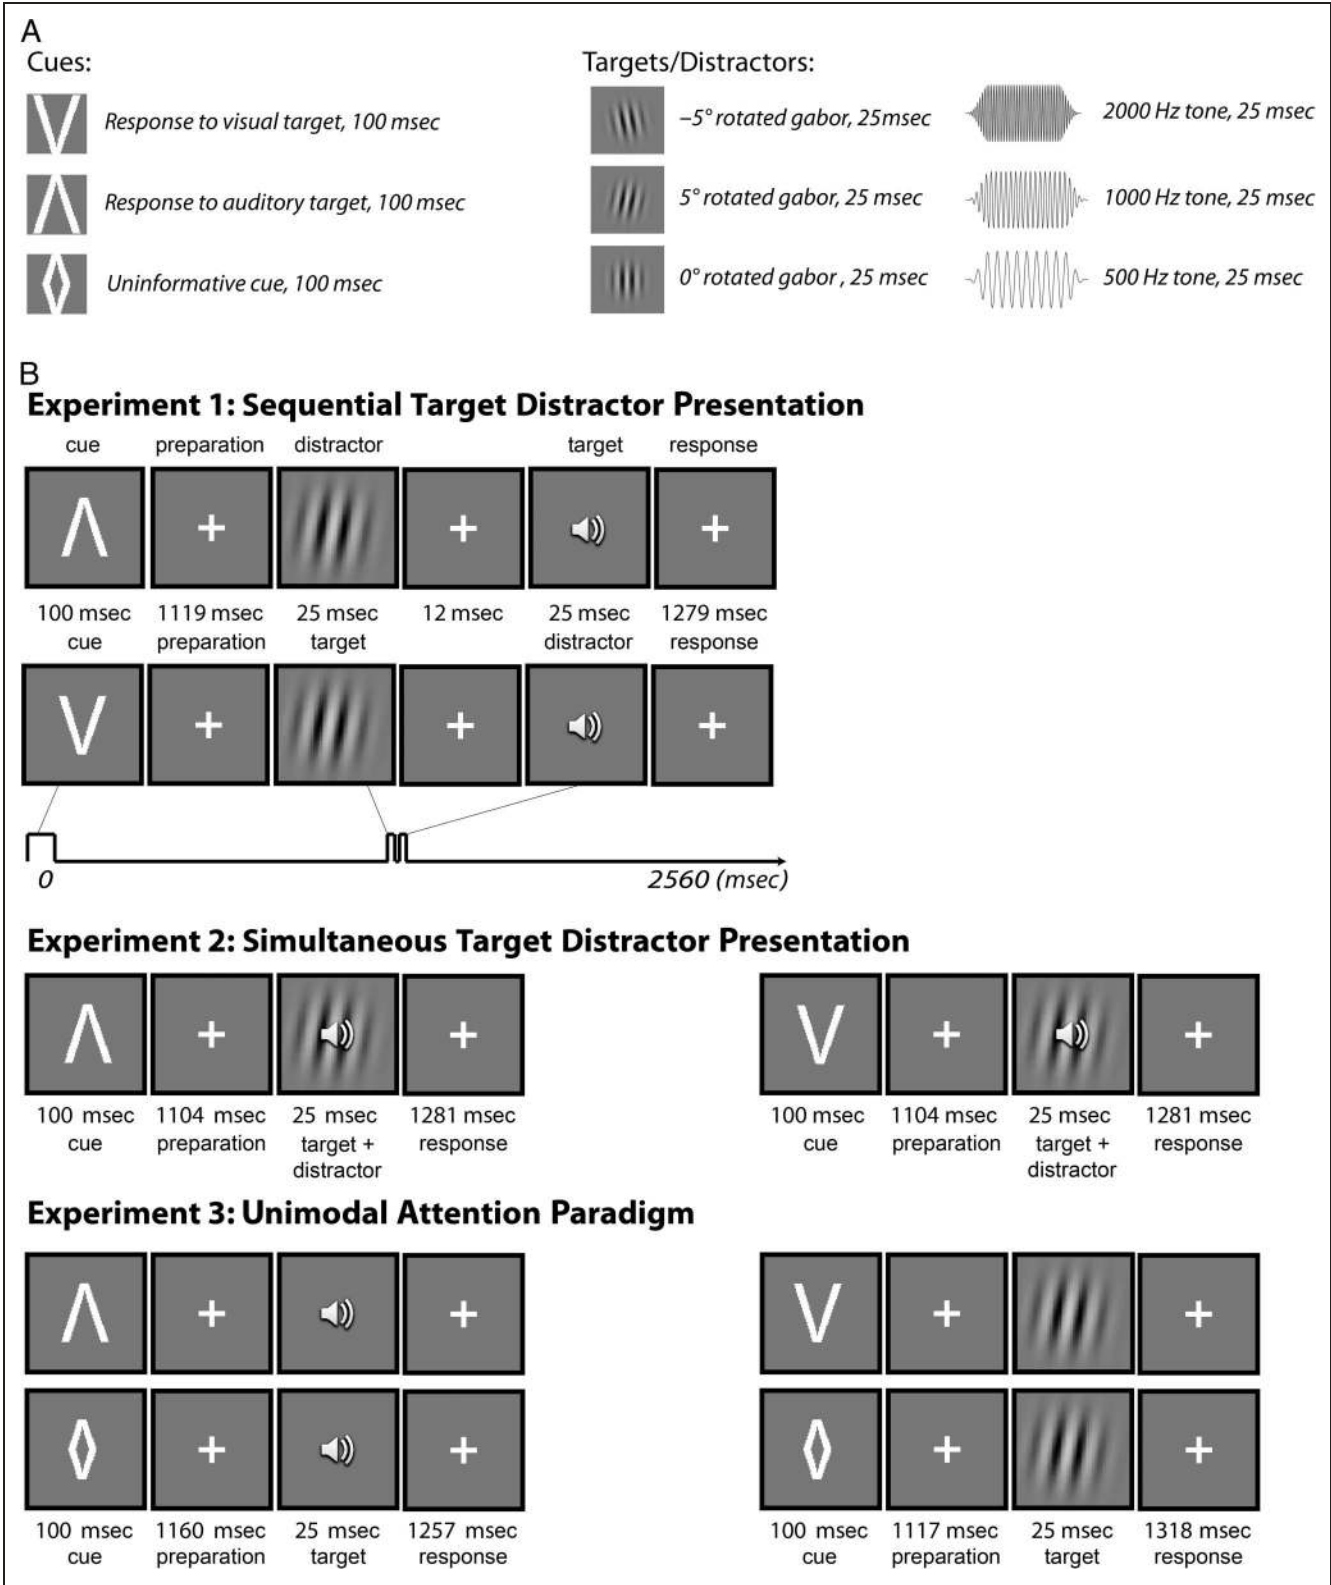 A
Cues:
Response to visual target, 100 msec
Response to auditory target, 100 msec
Uninformative cue, 100 msec
Targets/Distractors:
–5° rotated gabor, 25msec
5° rotated gabor, 25 msec
0° rotated gabor , 25 msec
2000 Hz tone, 25 msec
1000 Hz tone, 25 msec
500 Hz tone, 25 msec
B
Experiment 1: Sequential Target Distractor Presentation
cue preparation distractor target response
100 msec 1119 msec 25 msec 12 msec 25 msec 1279 msec
cue preparation target distractor response
0 2560 (msec)
Experiment 2: Simultaneous Target Distractor Presentation
100 msec 1104 msec 25 msec 1281 msec
cue preparation target + response
distractor
100 msec 1104 msec 25 msec 1281 msec
cue preparation target + response
distractor
Experiment 3: Unimodal Attention Paradigm
100 msec 1160 msec 25 msec 1257 msec
cue preparation target response
100 msec 1117 msec 25 msec 1318 msec
cue preparation target response